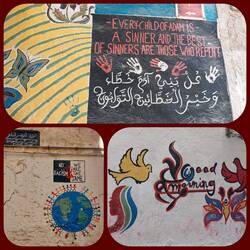 -EVERY CHILD OF ADAM IS
A SINNER AND THE BEST
OF SINNERS ARE THOSE WHO REPENT
كل بني آدم خطاء
وخير الخطائين التوابون
NO
RACISM
Good
morning